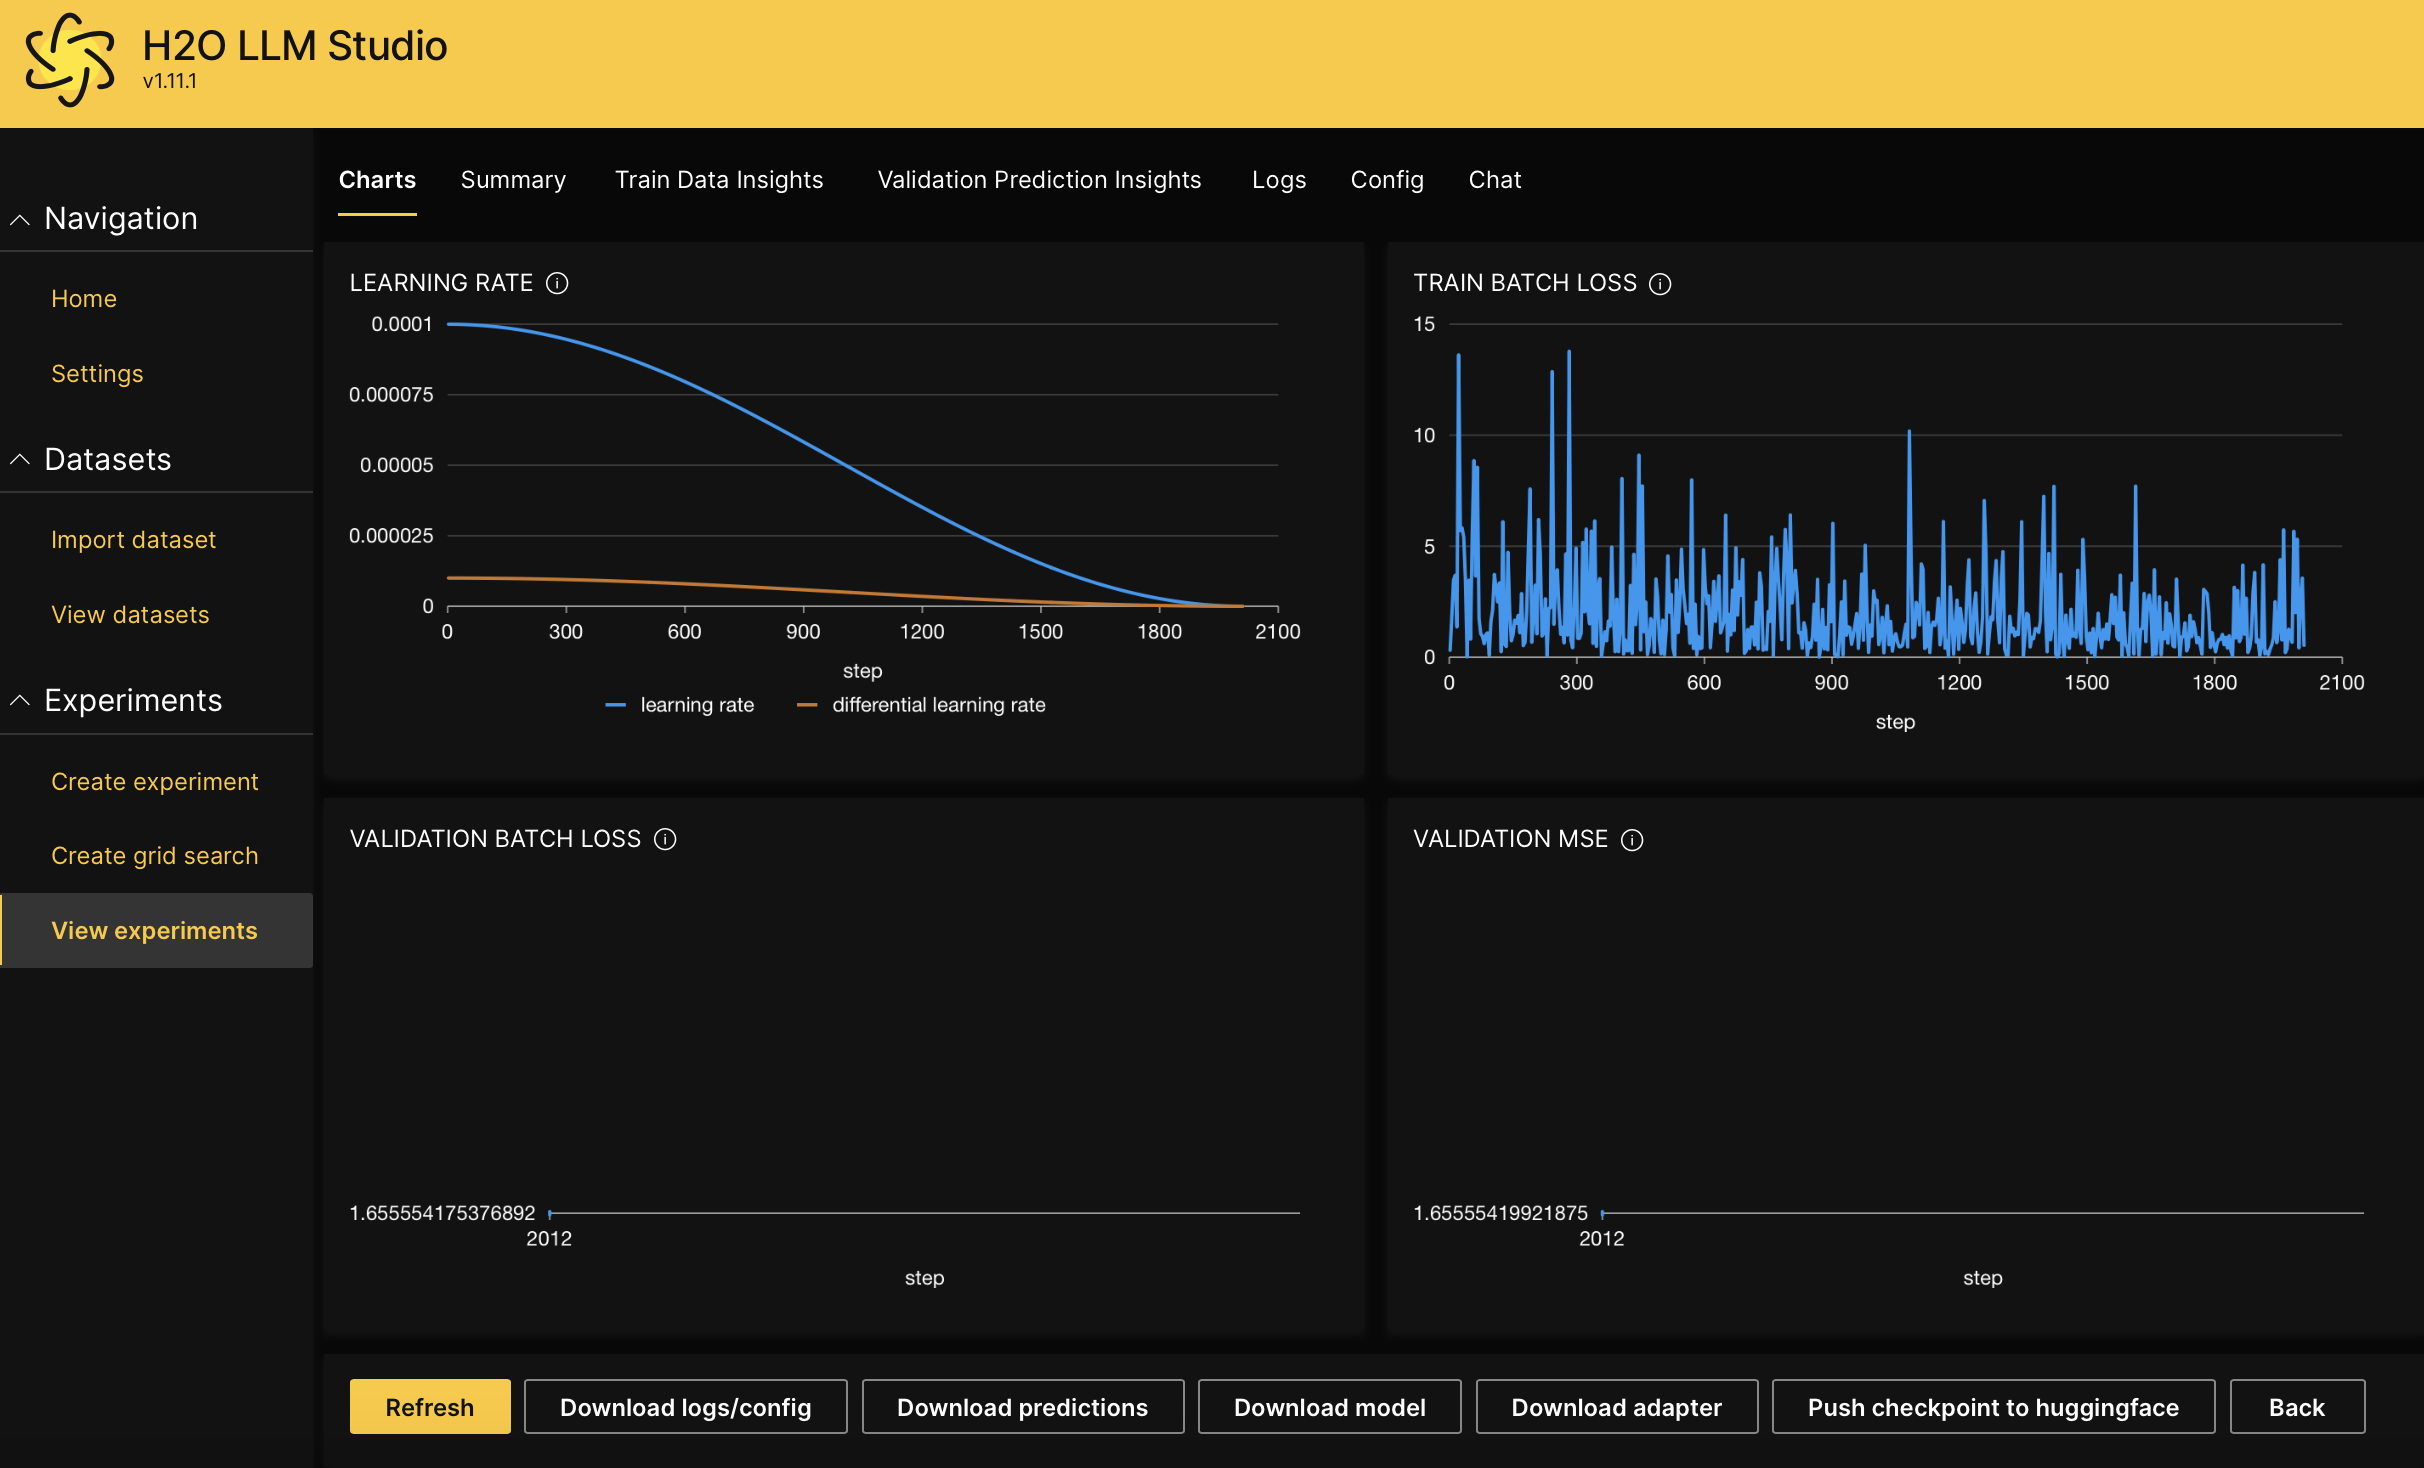 H2O LLM Studio
v1.11.1
Navigation
Home
Settings
Datasets
Import dataset
View datasets
Experiments
Create experiment
Create grid search
View experiments
Charts Summary Train Data Insights Validation Prediction Insights Logs Config Chat
LEARNING RATE
0.0001
0.000075
0.00005
0.000025
0
0 300 600 900 1200 1500 1800 2100
step
learning rate differential learning rate
TRAIN BATCH LOSS
15
10
5
0
0 300 600 900 1200 1500 1800 2100
step
VALIDATION BATCH LOSS
1.655554175376892
2012
step
VALIDATION MSE
1.65555419921875
2012
step
Refresh Download logs/config Download predictions Download model Download adapter Push checkpoint to huggingface Back